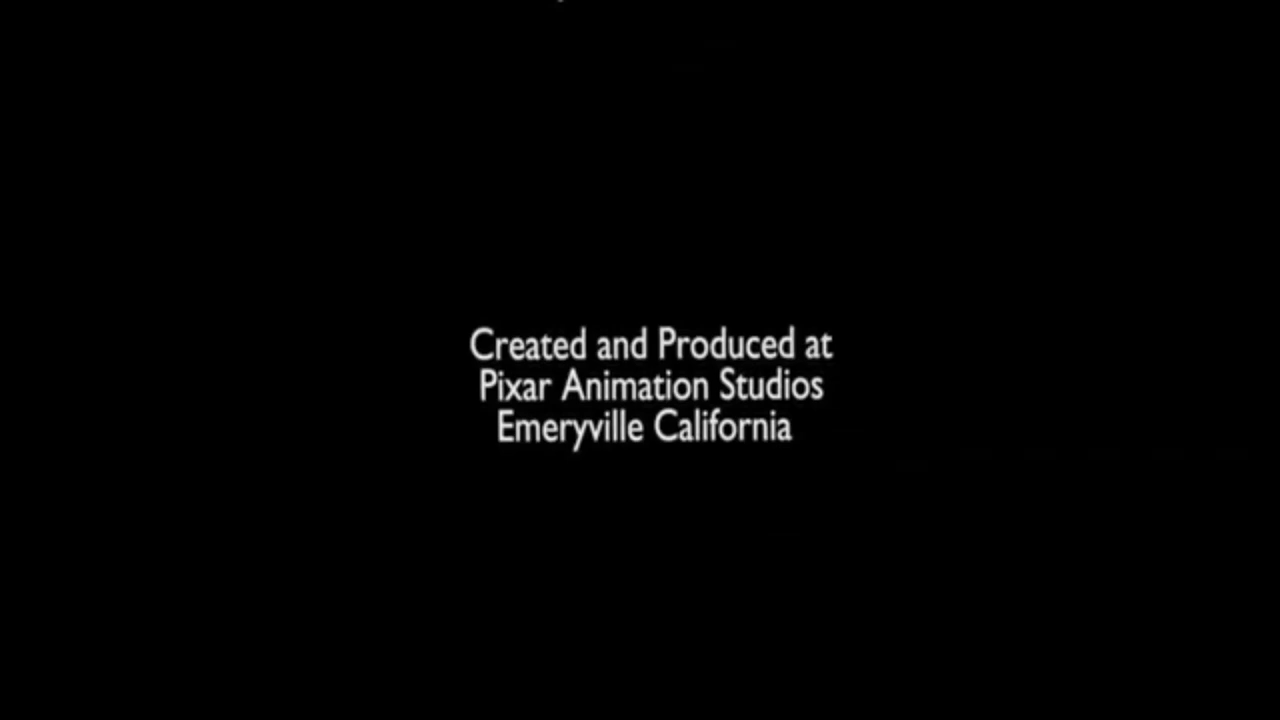 Created and Produced at
Pixar Animation Studios
Emeryville California